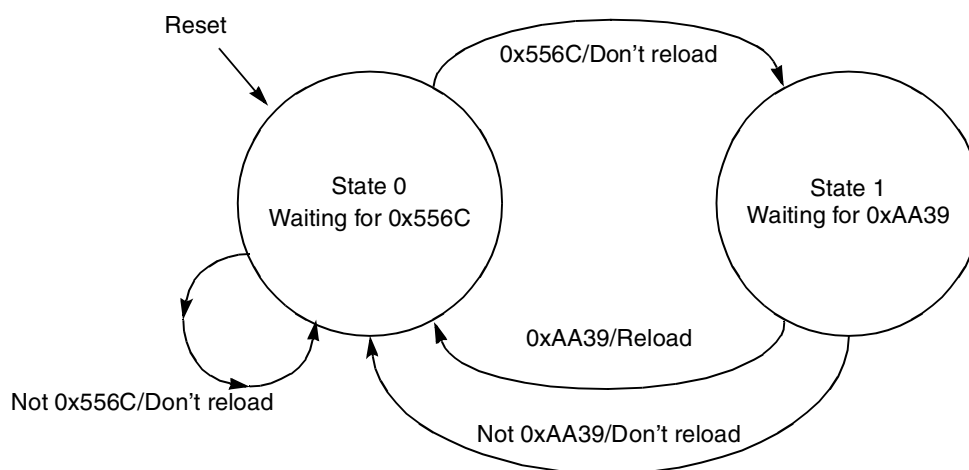 Reset
0x556C/Don’t reload
State 0
Waiting for 0x556C
State 1
Waiting for 0xAA39
0xAA39/Reload
Not 0x556C/Don’t reload
Not 0xAA39/Don’t reload